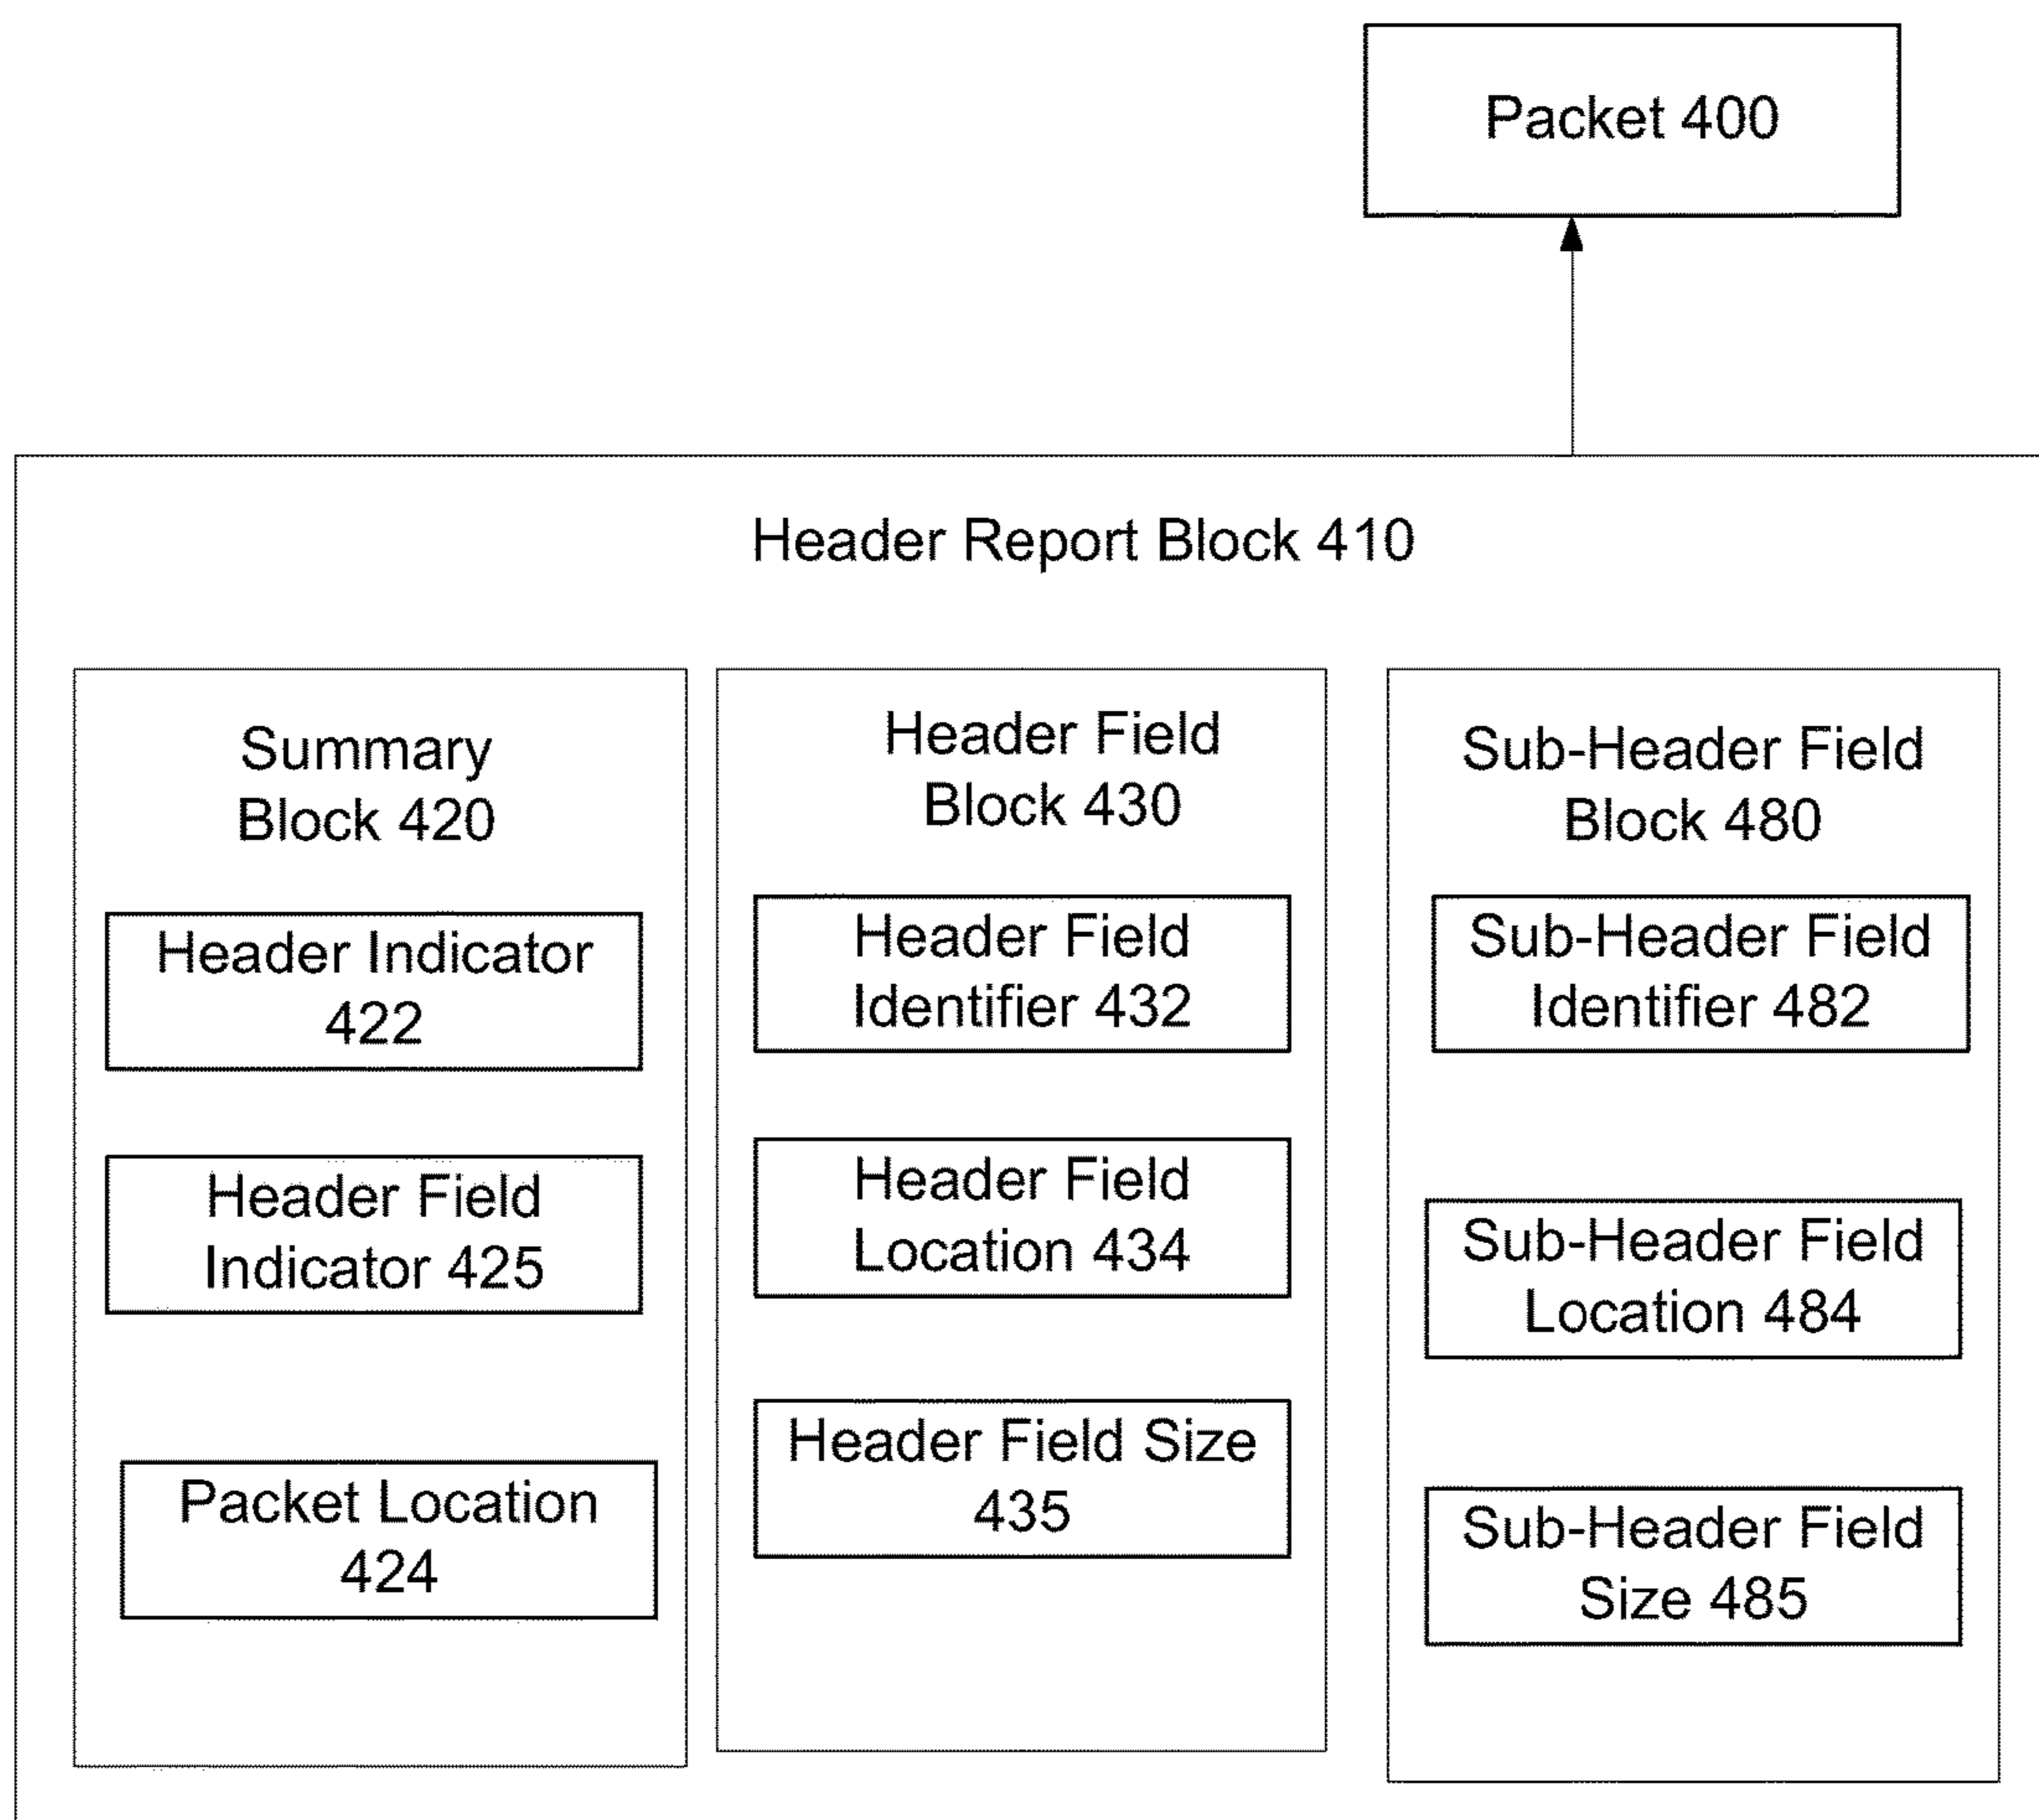 Packet 400
Header Report Block 410
Summary
Block 420
Header Indicator
422
Header Field
Indicator 425
Packet Location
424
Header Field
Block 430
Header Field
Identifier 432
Header Field
Location 434
Header Field Size
435
Sub-Header Field
Block 480
Sub-Header Field
Identifier 482
Sub-Header Field
Location 484
Sub-Header Field
Size 485